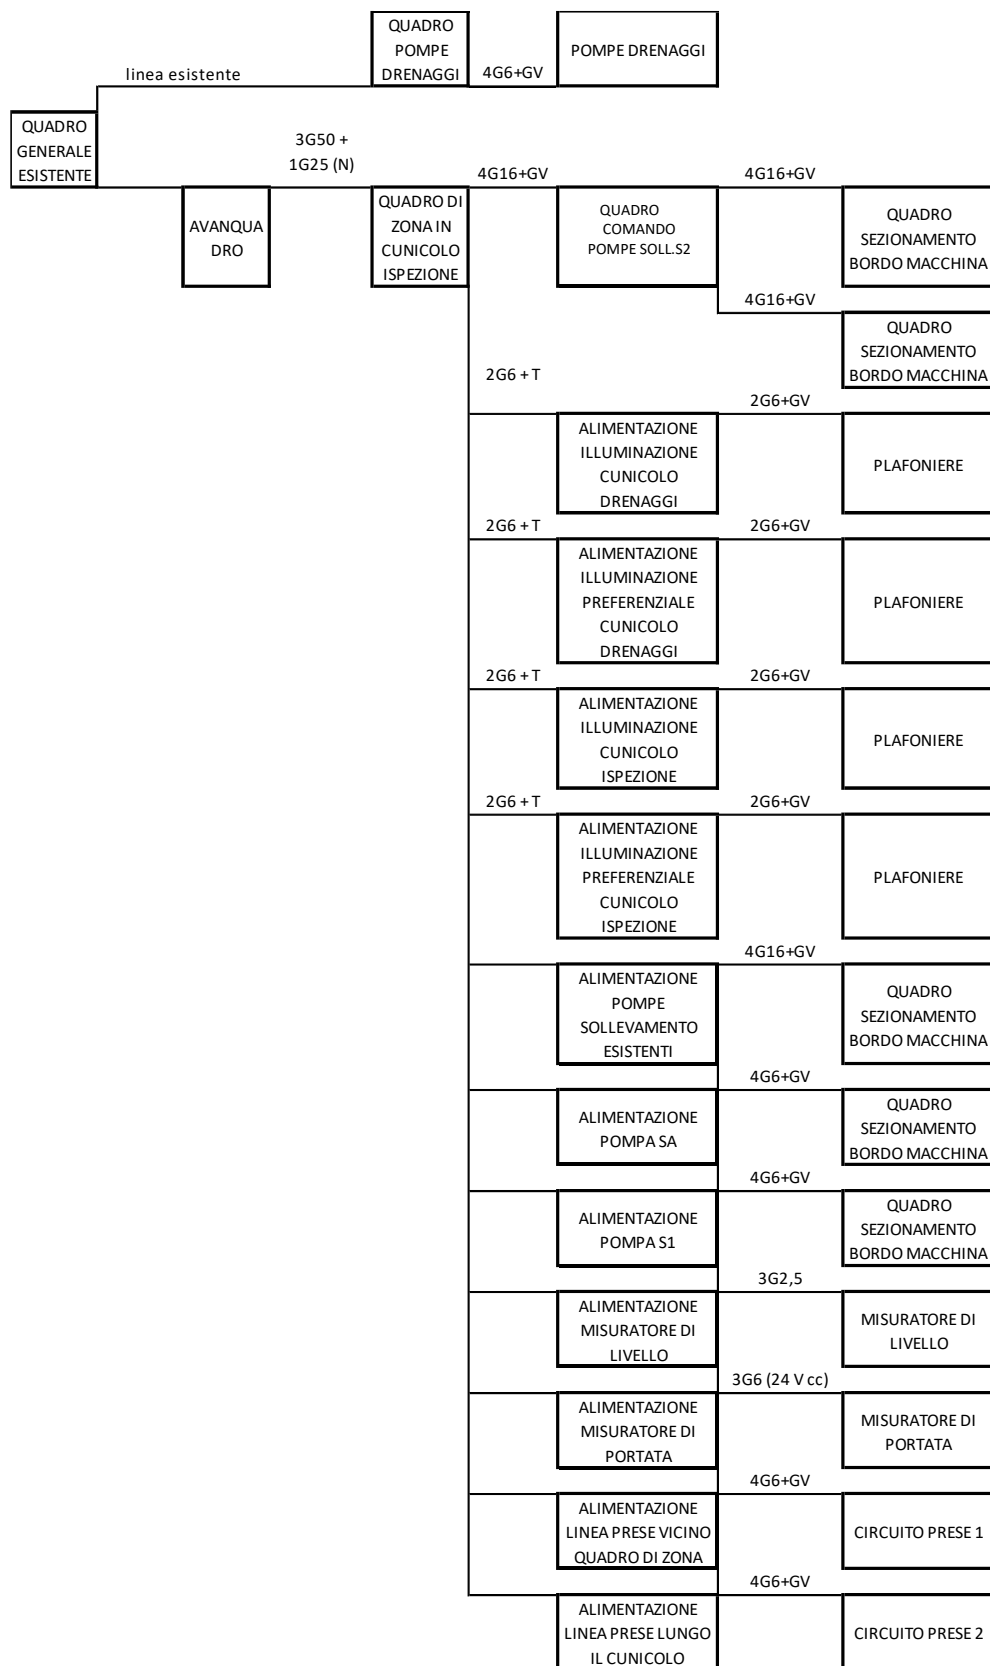 QUADRO
POMPE
DRENAGGI
4G6+GV
POMPE DRENAGGI
linea esistente
QUADRO
GENERALE
ESISTENTE
3G50 +
1G25 (N)
4G16+GV
4G16+GV
AVANQUA
DRO
QUADRO DI
ZONA IN
CUNICOLO
ISPEZIONE
QUADRO
COMANDO
POMPE SOLL.S2
QUADRO
SEZIONAMENTO
BORDO MACCHINA
4G16+GV
QUADRO
SEZIONAMENTO
BORDO MACCHINA
2G6 + T
2G6+GV
ALIMENTAZIONE
ILLUMINAZIONE
CUNICOLO
DRENAGGI
PLAFONIERE
2G6 + T
2G6+GV
ALIMENTAZIONE
ILLUMINAZIONE
PREFERENZIALE
CUNICOLO
DRENAGGI
PLAFONIERE
2G6 + T
2G6+GV
ALIMENTAZIONE
ILLUMINAZIONE
CUNICOLO
ISPEZIONE
PLAFONIERE
2G6 + T
2G6+GV
ALIMENTAZIONE
ILLUMINAZIONE
PREFERENZIALE
CUNICOLO
ISPEZIONE
PLAFONIERE
4G16+GV
ALIMENTAZIONE
POMPE
SOLLEVAMENTO
ESISTENTI
QUADRO
SEZIONAMENTO
BORDO MACCHINA
4G6+GV
ALIMENTAZIONE
POMPA SA
QUADRO
SEZIONAMENTO
BORDO MACCHINA
4G6+GV
ALIMENTAZIONE
POMPA S1
QUADRO
SEZIONAMENTO
BORDO MACCHINA
3G2,5
ALIMENTAZIONE
MISURATORE DI
LIVELLO
MISURATORE DI
LIVELLO
3G6 (24 V cc)
ALIMENTAZIONE
MISURATORE DI
PORTATA
MISURATORE DI
PORTATA
4G6+GV
ALIMENTAZIONE
LINEA PRESE VICINO
QUADRO DI ZONA
CIRCUITO PRESE 1
4G6+GV
ALIMENTAZIONE
LINEA PRESE LUNGO
IL CUNICOLO
CIRCUITO PRESE 2